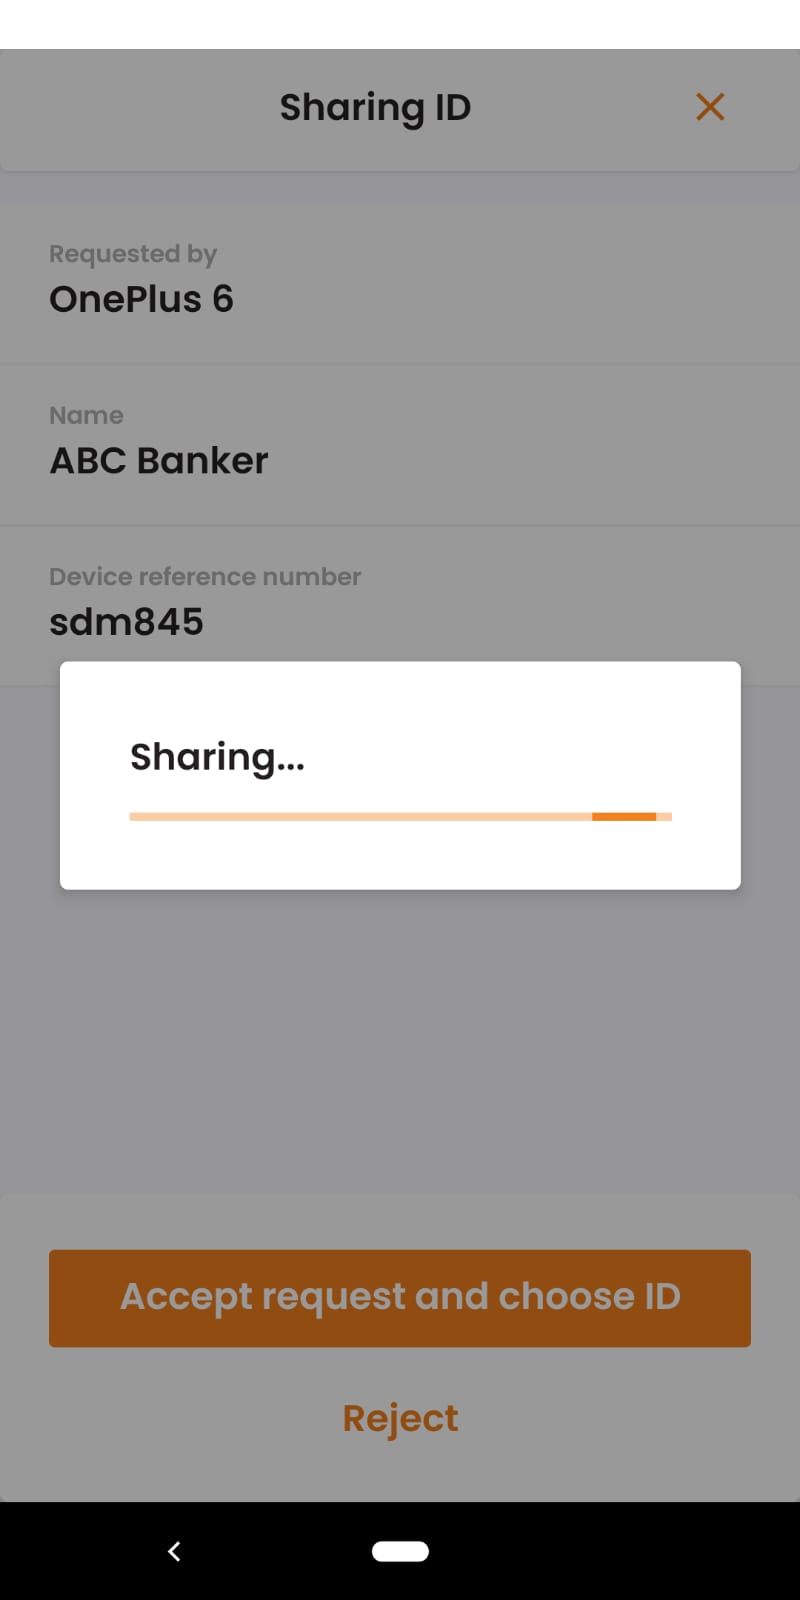 Sharing ID
Requested by
OnePlus 6
Name
ABC Banker
Device reference number
sdm845
Sharing...
Accept request and choose ID
Reject